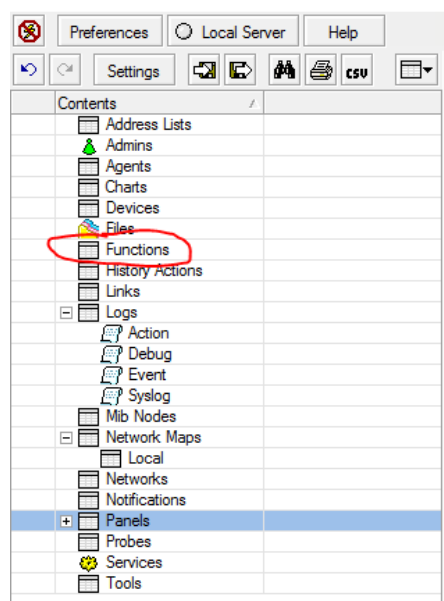 Preferences Local Server Help
Settings csv
Contents
Address Lists
Admins
Agents
Charts
Devices
Files
Functions
History Actions
Links
Logs
Action
Debug
Event
Syslog
Mib Nodes
Network Maps
Local
Networks
Notifications
Panels
Probes
Services
Tools